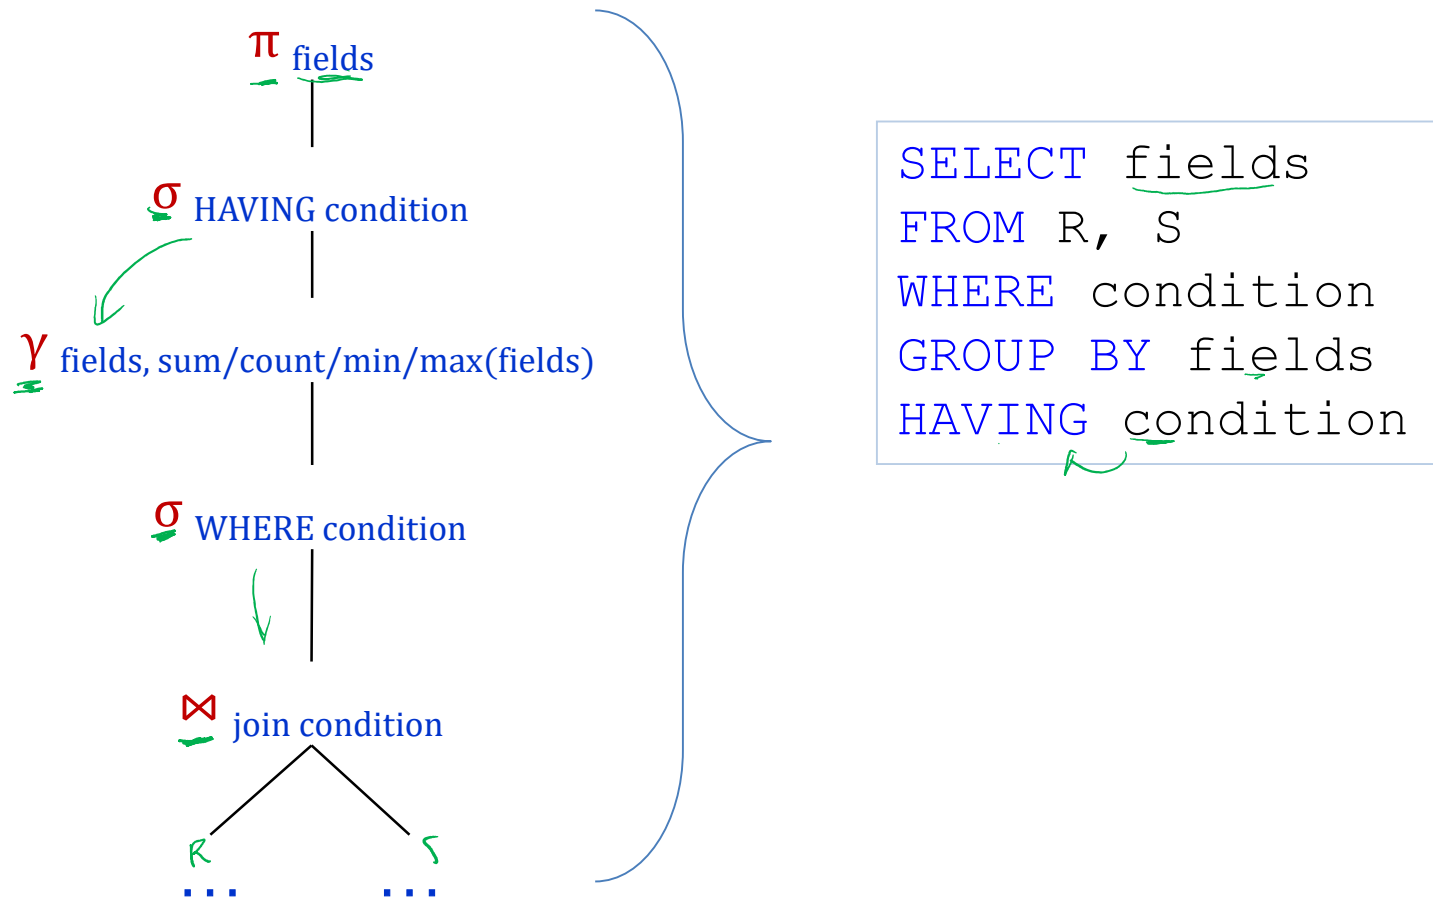 π fields
σ HAVING condition
γ fields, sum/count/min/max(fields)
σ WHERE condition
⋈ join condition
R S
... ...
SELECT fields
FROM R, S
WHERE condition
GROUP BY fields
HAVING condition